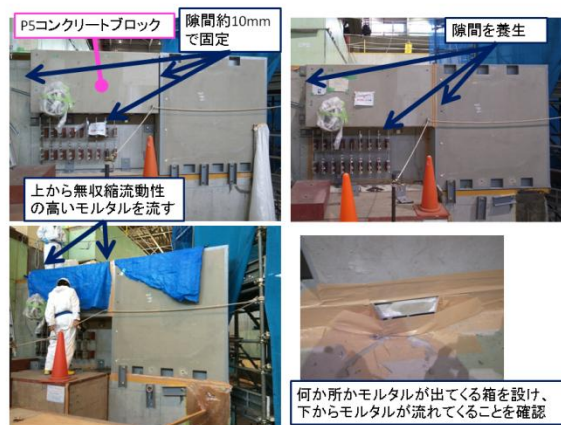 P5コンクリートブロック
隙間約10mm
で固定
隙間を養生
上から無収縮流動性
の高いモルタルを流す
何か所かモルタルが出てくる箱を設け、
下からモルタルが流れてくることを確認